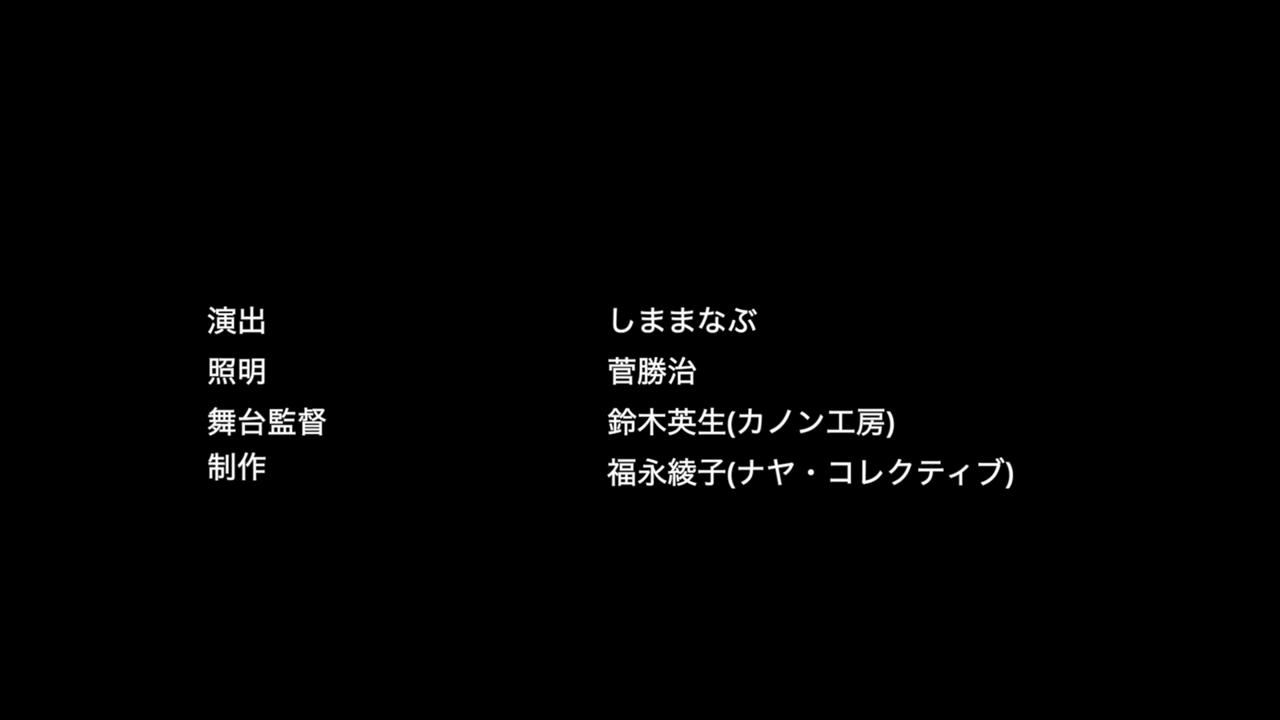 演出 しままなぶ
照明 菅勝治
舞台監督 鈴木英生(カノン工房)
制作 福永綾子(ナヤ・コレクティブ)